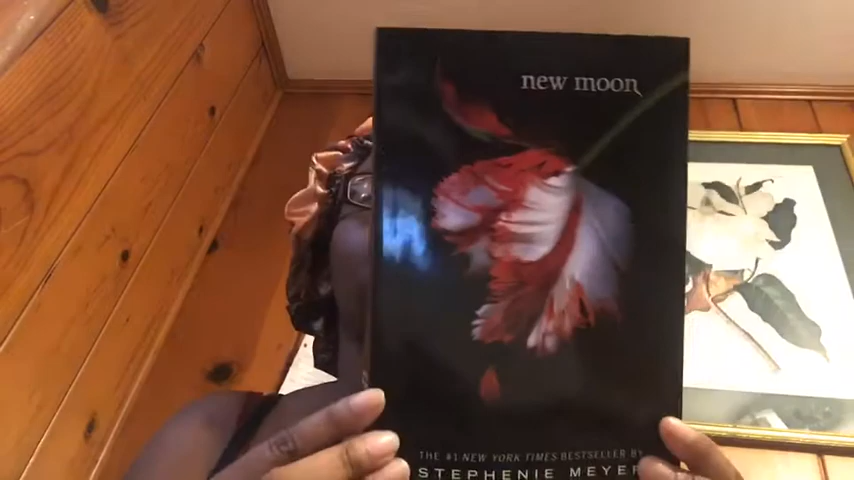 new moon
THE #1 NEW YORK TIMES BESTSELLER BY
STEPHENIE MEYER